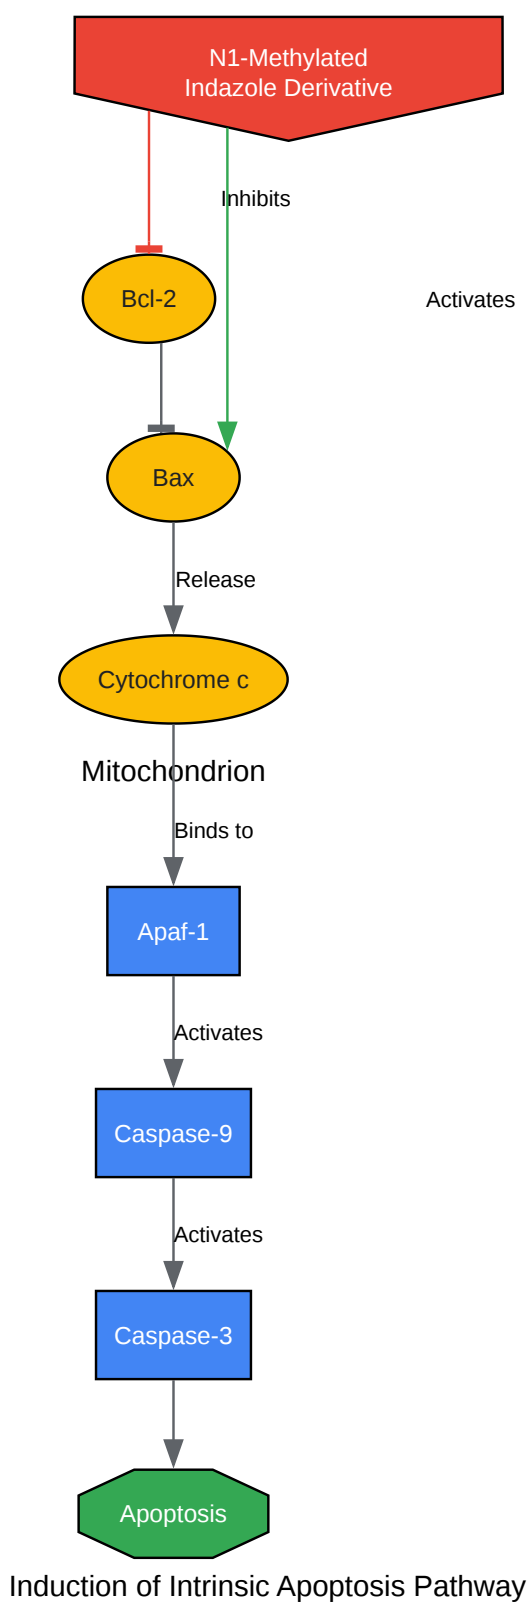 N1-Methylated
Indazole Derivative
Inhibits
Bcl-2
Activates
Bax
Release
Cytochrome c
Mitochondrion
Binds to
Apaf-1
Activates
Caspase-9
Activates
Caspase-3
Apoptosis
Induction of Intrinsic Apoptosis Pathway